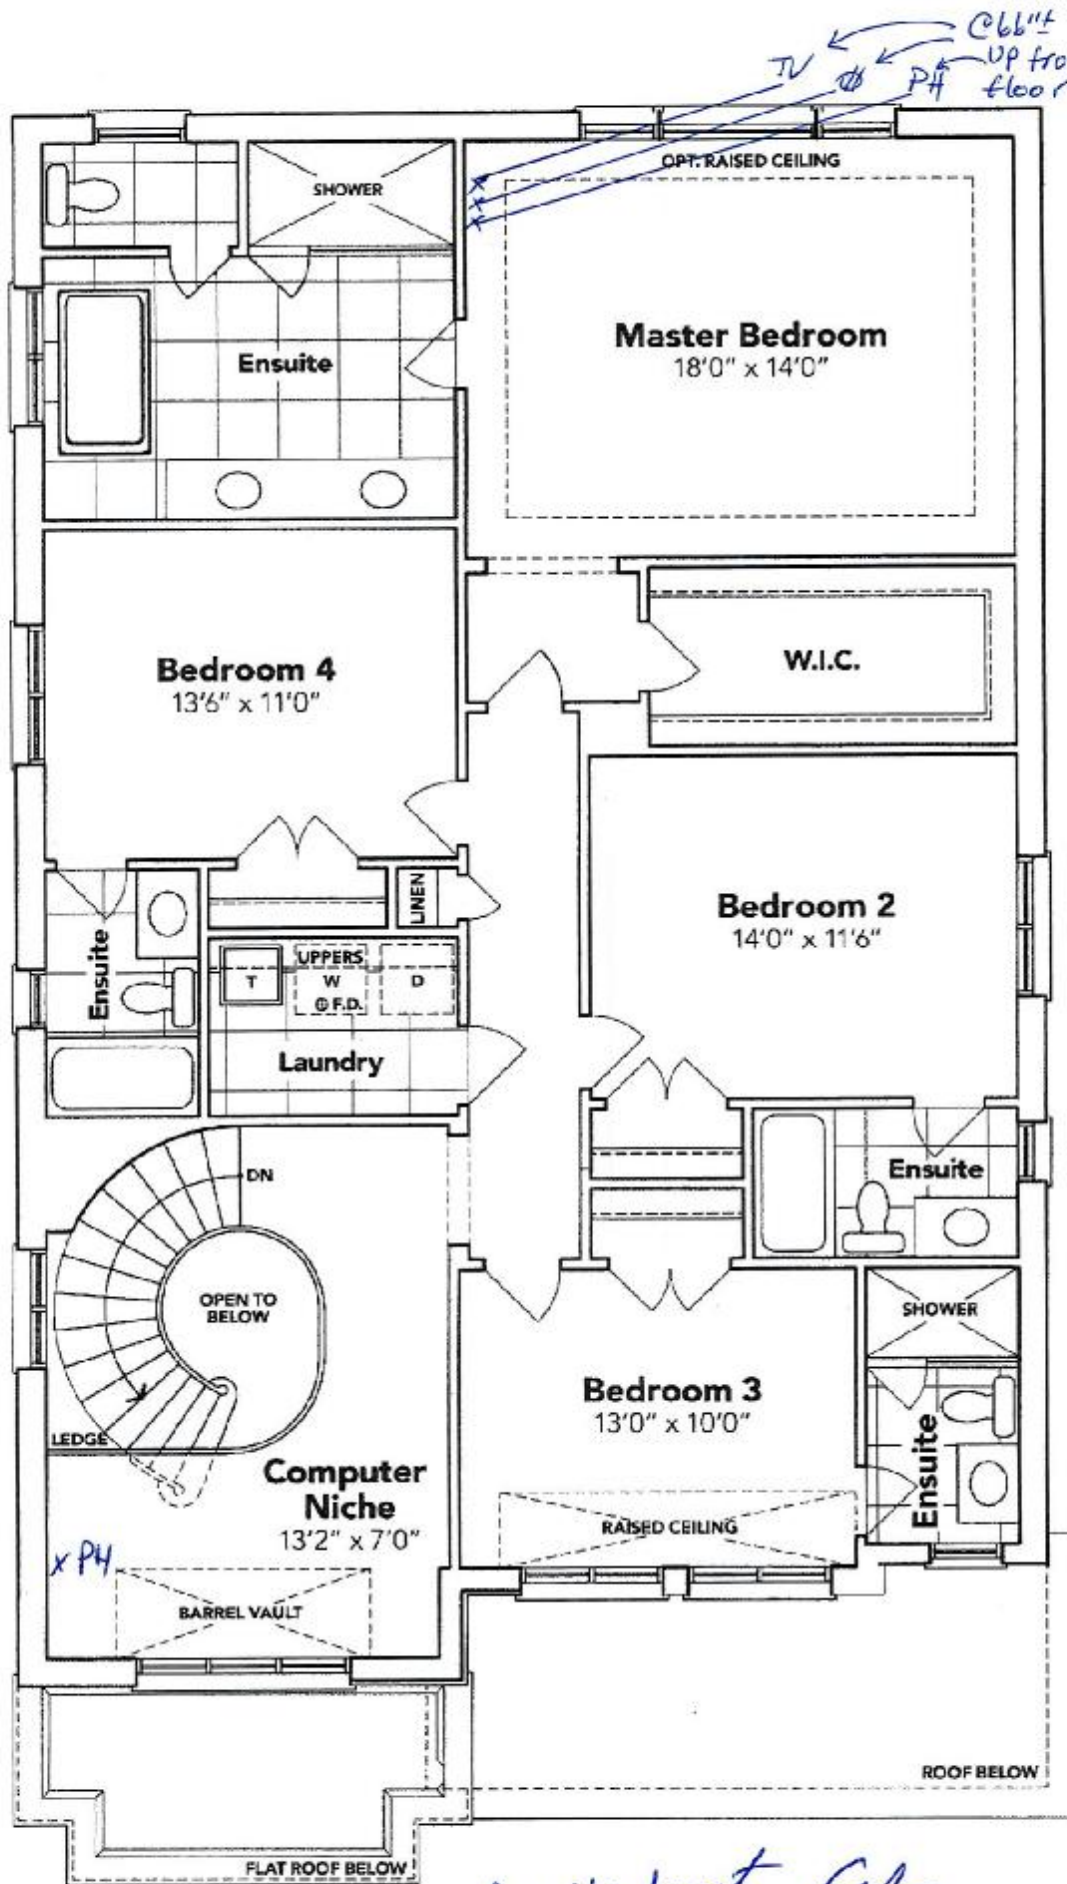 @66"±
TV
PH
UP fro
floor
OPT. RAISED CEILING
SHOWER
Master Bedroom
18'0" x 14'0"
Ensuite
Bedroom 4
13'6" x 11'0"
W.I.C.
LINEN
Bedroom 2
14'0" x 11'6"
Ensuite
UPPERS
T
W
D
F.D.
Laundry
DN
Ensuite
OPEN TO
BELOW
SHOWER
Bedroom 3
13'0" x 10'0"
LEDGE
Ensuite
Computer
Niche
13'2" x 7'0"
RAISED CEILING
x PH
BARREL VAULT
ROOF BELOW
FLAT ROOF BELOW